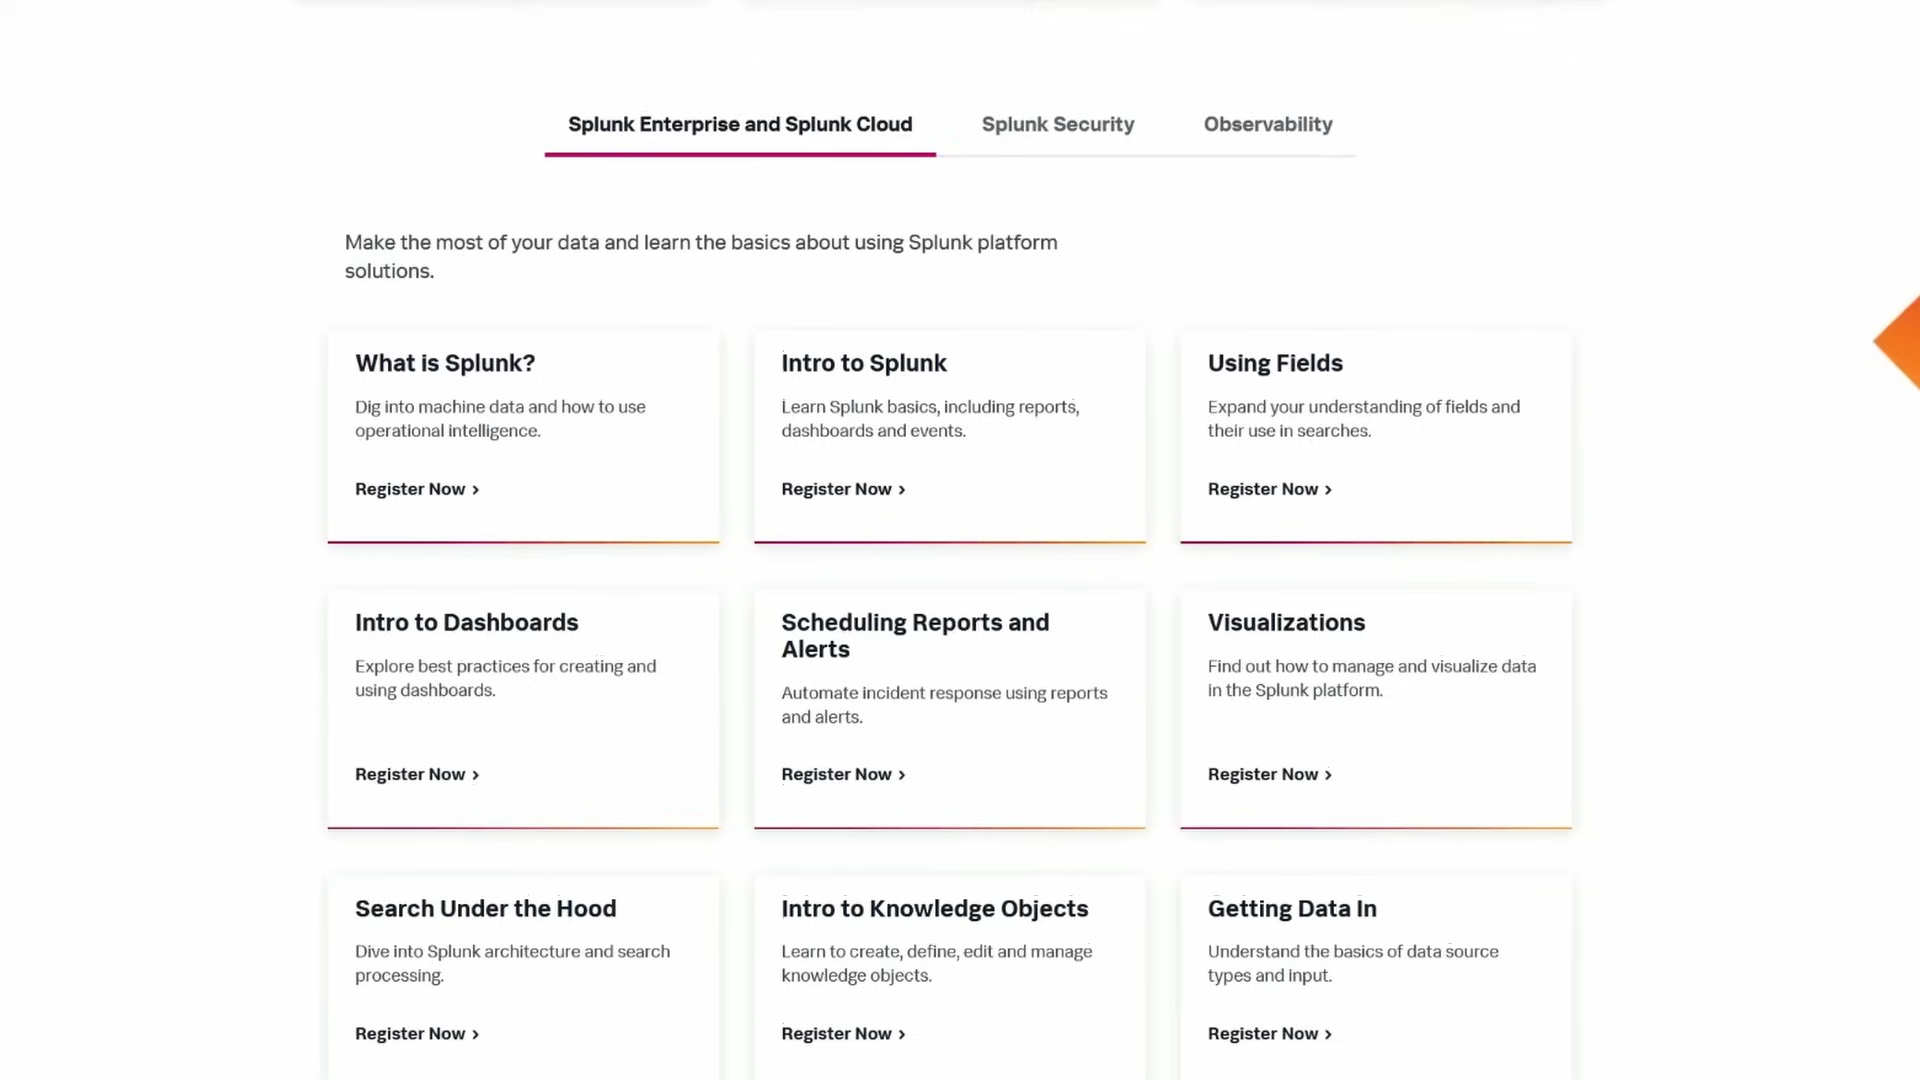 Splunk Enterprise and Splunk Cloud
Splunk Security
Observability
Make the most of your data and learn the basics about using Splunk platform
solutions.
What is Splunk?
Dig into machine data and how to use
operational intelligence.
Register Now ›
Intro to Splunk
Learn Splunk basics, including reports,
dashboards and events.
Register Now ›
Using Fields
Expand your understanding of fields and
their use in searches.
Register Now ›
Intro to Dashboards
Explore best practices for creating and
using dashboards.
Register Now ›
Scheduling Reports and
Alerts
Automate incident response using reports
and alerts.
Register Now ›
Visualizations
Find out how to manage and visualize data
in the Splunk platform.
Register Now ›
Search Under the Hood
Dive into Splunk architecture and search
processing.
Register Now ›
Intro to Knowledge Objects
Learn to create, define, edit and manage
knowledge objects.
Register Now ›
Getting Data In
Understand the basics of data source
types and input.
Register Now ›